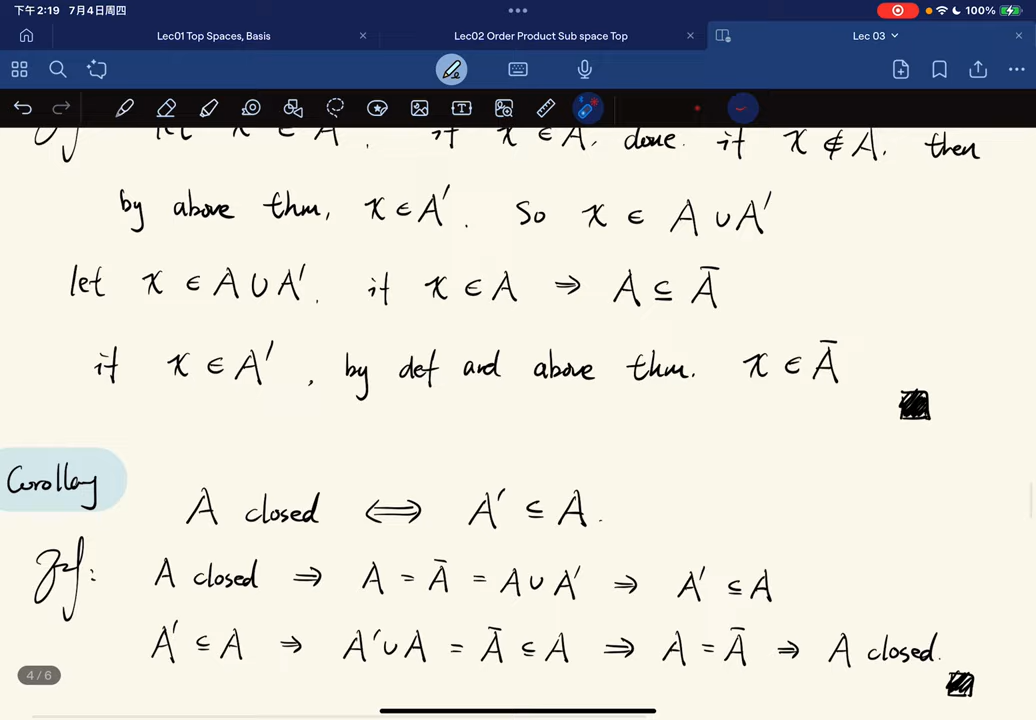 下午2:19 7月4日周四
100%
Lec01 Top Spaces, Basis
Lec02 Order Product Sub space Top
Lec 03
let x ∈ Ā. if x ∈ A, done. if x ∉ A, then
by above thm, x ∈ A'. So x ∈ A ∪ A'
let x ∈ A ∪ A'. if x ∈ A ⇒ A ⊆ Ā
if x ∈ A', by def and above thm. x ∈ Ā
Corollay
A closed ⟺ A' ⊆ A.
A closed ⇒ A = Ā = A ∪ A' ⇒ A' ⊆ A
A' ⊆ A ⇒ A' ∪ A = Ā ⊆ A ⇒ A = Ā ⇒ A closed.
4 / 6